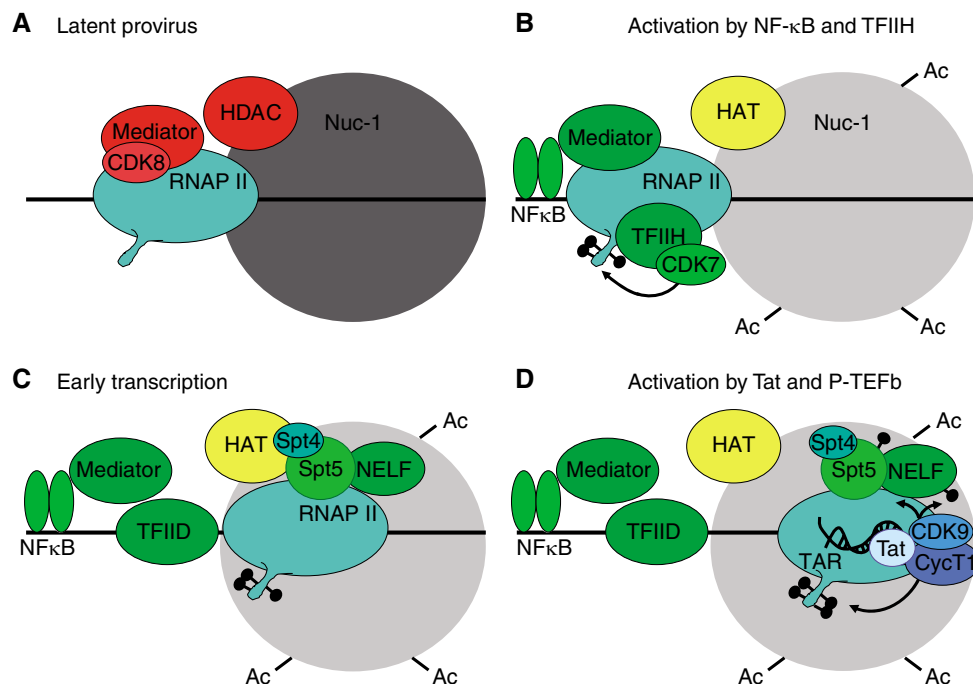 A Latent provirus
HDAC
Nuc-1
Mediator
CDK8
RNAP II
B Activation by NF-κB and TFIIH
Ac
HAT
Nuc-1
Mediator
RNAP II
NFκB
TFIIH
CDK7
Ac
Ac
C Early transcription
Ac
HAT
Spt4
Mediator
Spt5
NELF
RNAP II
TFIID
NFκB
Ac
Ac
D Activation by Tat and P-TEFb
Ac
HAT
Spt4
Mediator
Spt5
NELF
TFIID
CDK9
NFκB
Tat
TAR
CycT1
Ac
Ac